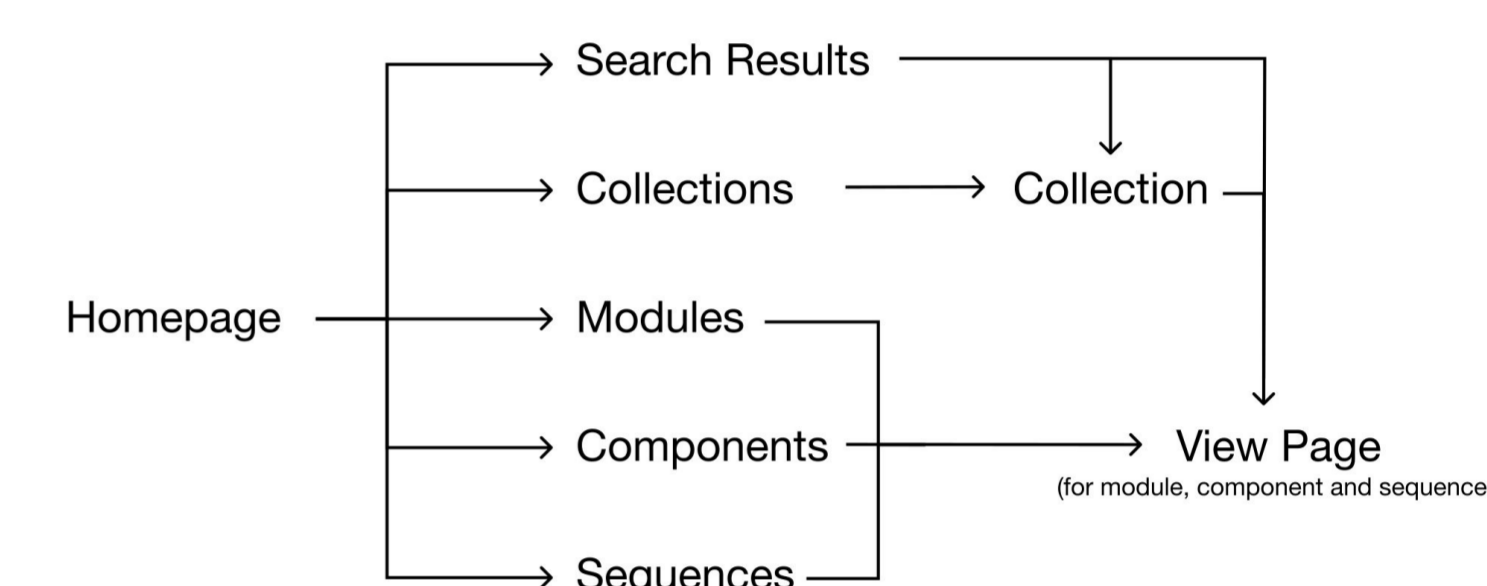 Search Results
Collections
Collection
Homepage
Modules
Components
View Page
(for module, component and sequence
Sequences